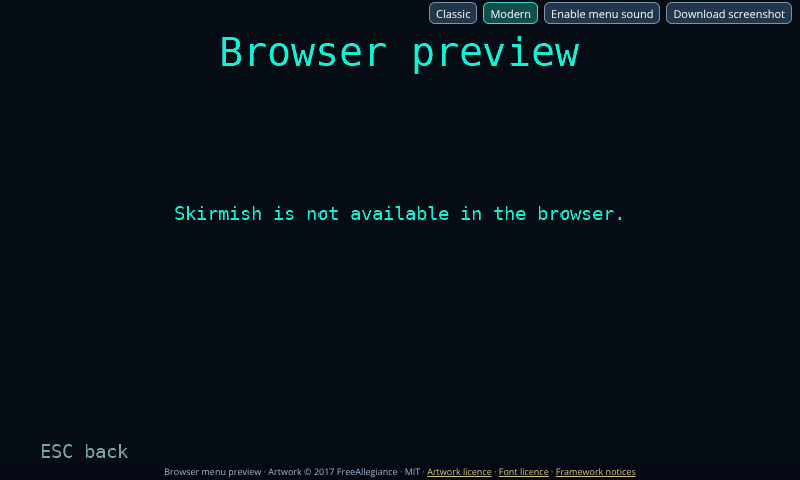 Classic Modern Enable menu sound Download screenshot
Browser preview
Skirmish is not available in the browser.
ESC back
Browser menu preview · Artwork © 2017 FreeAllegiance · MIT · Artwork licence · Font licence · Framework notices